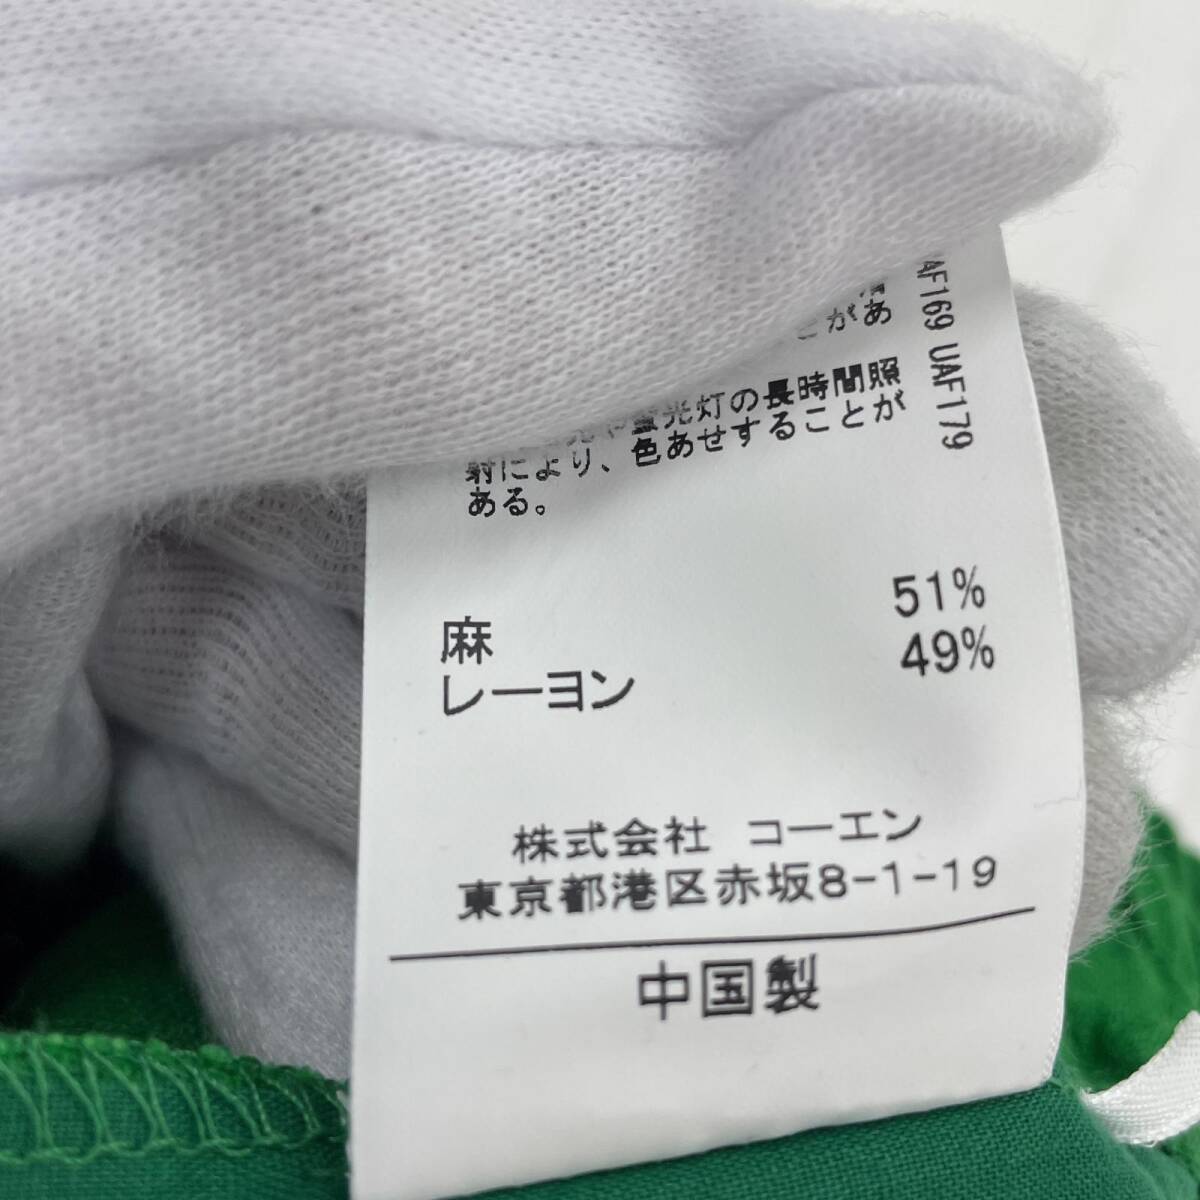 があ
光灯の長時間照
射により、色あせすることが
ある。
AF169 UAF179
麻 51%
レーヨン 49%
株式会社 コーエン
東京都港区赤坂8-1-19
中国製